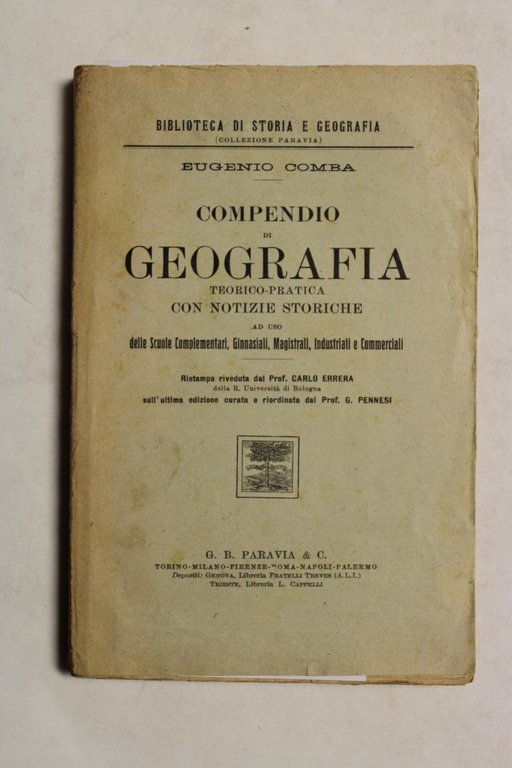 BIBLIOTECA DI STORIA E GEOGRAFIA
(COLLEZIONE PARAVIA)
EUGENIO COMBA
COMPENDIO
DI
GEOGRAFIA
TEORICO-PRATICA
CON NOTIZIE STORICHE
AD USO
delle Scuole Complementari, Ginnasiali, Magistrali, Industriali e Commerciali
Ristampa riveduta dal Prof. CARLO ERRERA
della R. Università di Bologna
sull'ultima edizione curata e riordinata dal Prof. G. PENNESI
G. B. PARAVIA & C.
TORINO-MILANO-FIRENZE-ROMA-NAPOLI-PALERMO
Depositi: GENOVA, Libreria FRATELLI TREVES (A.L.I.)
TRIESTE, Libreria L. CAPPELLI